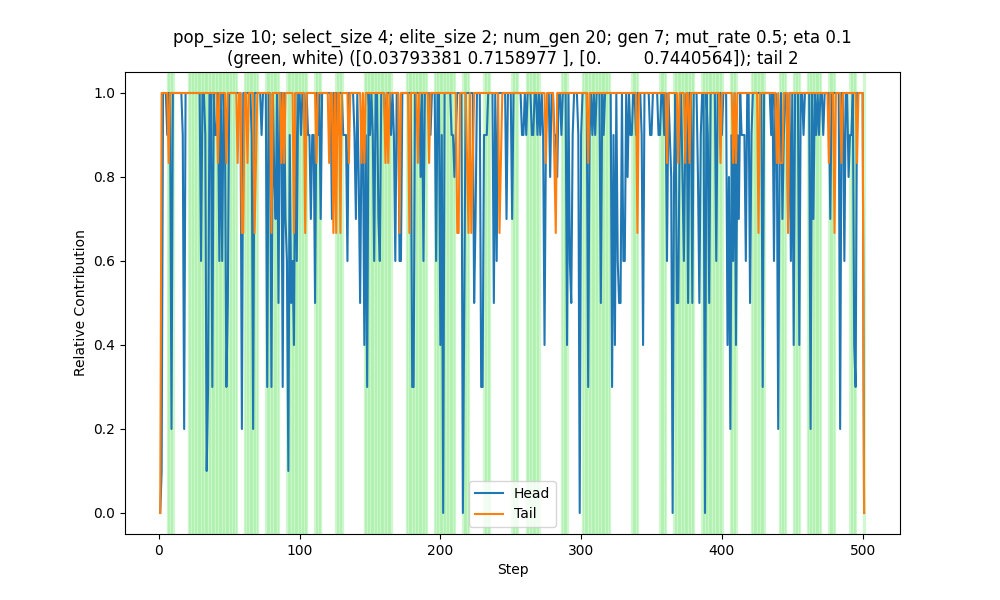 pop_size 10; select_size 4; elite_size 2; num_gen 20; gen 7; mut_rate 0.5; eta 0.1
(green, white) ([0.03793381 0.7158977 ], [0.         0.7440564]); tail 2
Relative Contribution
1.0
0.8
0.6
0.4
0.2
0.0
Head
Tail
0 100 200 300 400 500
Step